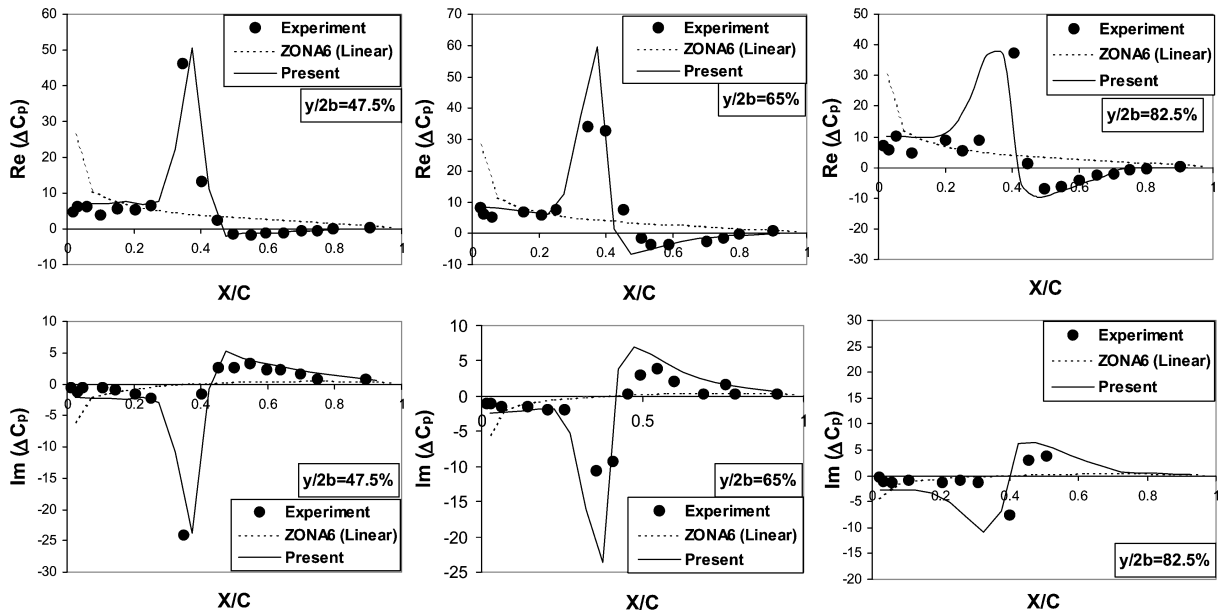 60
50
40
30
20
10
0
-10
0
0.2
0.4
0.6
0.8
1
Re (ΔCp)
X/C
Experiment
ZONA6 (Linear)
Present
y/2b=47.5%
70
60
50
40
30
20
10
0
-10
0
0.2
0.4
0.6
0.8
1
Re (ΔCp)
X/C
Experiment
ZONA6 (Linear)
Present
y/2b=65%
50
40
30
20
10
0
-10
-20
-30
0
0.2
0.4
0.6
0.8
1
Re (ΔCp)
X/C
Experiment
ZONA6 (Linear)
Present
y/2b=82.5%
10
5
0
-5
-10
-15
-20
-25
-30
0
0.2
0.4
0.6
0.8
1
Im (ΔCp)
X/C
y/2b=47.5%
Experiment
ZONA6 (Linear)
Present
10
5
0
-5
-10
-15
-20
-25
0
0.5
1
Im (ΔCp)
X/C
y/2b=65%
Experiment
ZONA6 (Linear)
Present
30
25
20
15
10
5
0
-5
-10
-15
-20
0
0.2
0.4
0.6
0.8
1
Im (ΔCp)
X/C
Experiment
ZONA6 (Linear)
Present
y/2b=82.5%